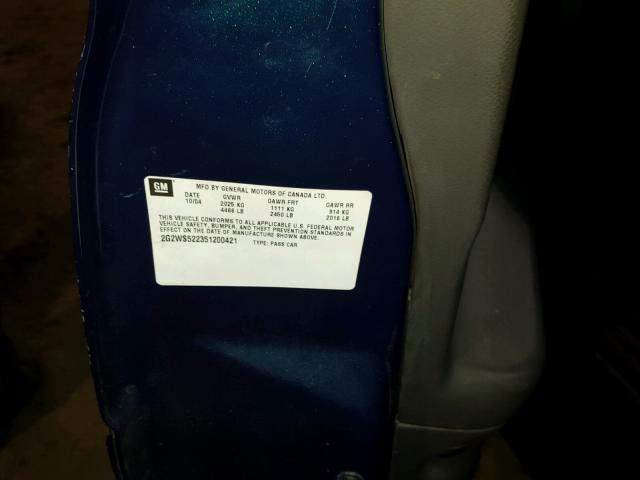 GM
MFD BY GENERAL MOTORS OF CANADA LTD.
DATE GVWR GAWR FRT GAWR RR
10/04 2025 KG 1111 KG 914 KG
4466 LB 2450 LB 2016 LB
THIS VEHICLE CONFORMS TO ALL APPLICABLE U.S. FEDERAL MOTOR
VEHICLE SAFETY, BUMPER, AND THEFT PREVENTION STANDARDS IN
EFFECT ON THE DATE OF MANUFACTURE SHOWN ABOVE.
2G2WS522351200421 TYPE: PASS CAR